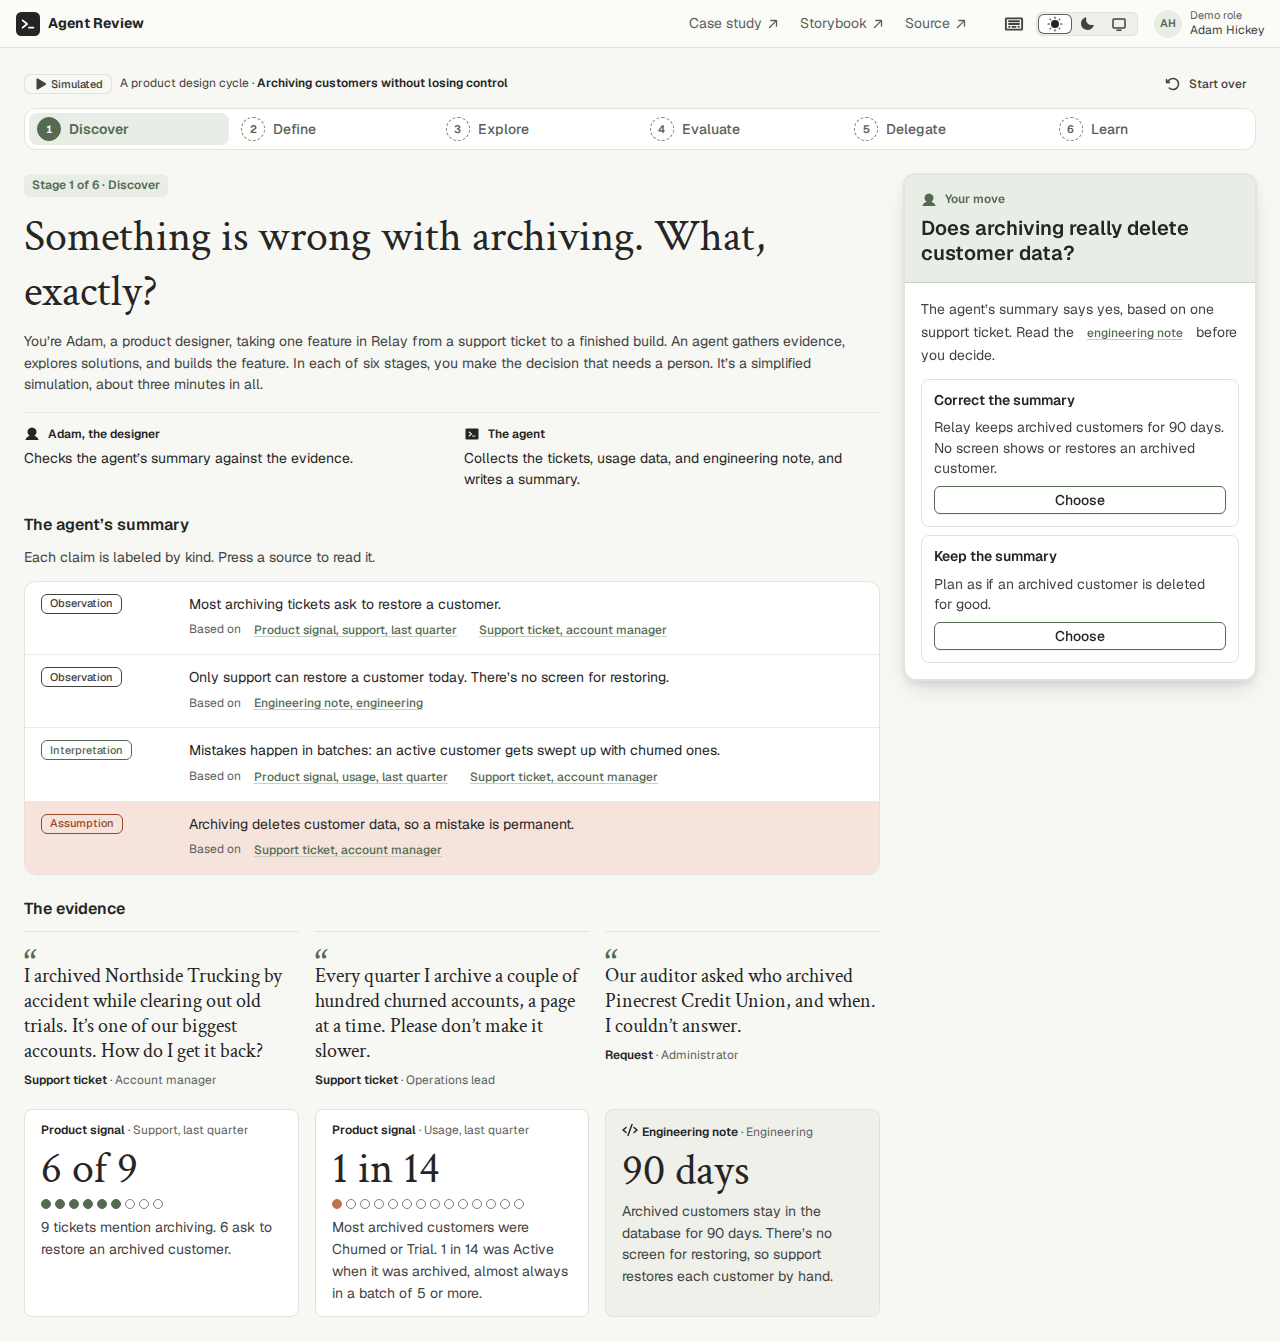 Agent Review
Case study
Storybook
Source
AH
Demo role
Adam Hickey
Simulated
A product design cycle · Archiving customers without losing control
Start over
1 Discover
2 Define
3 Explore
4 Evaluate
5 Delegate
6 Learn
Stage 1 of 6 · Discover
Something is wrong with archiving. What,
exactly?
You’re Adam, a product designer, taking one feature in Relay from a support ticket to a finished build. An agent gathers evidence,
explores solutions, and builds the feature. In each of six stages, you make the decision that needs a person. It’s a simplified
simulation, about three minutes in all.
Adam, the designer
Checks the agent’s summary against the evidence.
The agent
Collects the tickets, usage data, and engineering note, and
writes a summary.
The agent’s summary
Each claim is labeled by kind. Press a source to read it.
Observation
Most archiving tickets ask to restore a customer.
Based on Product signal, support, last quarter Support ticket, account manager
Observation
Only support can restore a customer today. There’s no screen for restoring.
Based on Engineering note, engineering
Interpretation
Mistakes happen in batches: an active customer gets swept up with churned ones.
Based on Product signal, usage, last quarter Support ticket, account manager
Assumption
Archiving deletes customer data, so a mistake is permanent.
Based on Support ticket, account manager
The evidence
“
I archived Northside Trucking by
accident while clearing out old
trials. It’s one of our biggest
accounts. How do I get it back?
Support ticket · Account manager
“
Every quarter I archive a couple of
hundred churned accounts, a page
at a time. Please don’t make it
slower.
Support ticket · Operations lead
“
Our auditor asked who archived
Pinecrest Credit Union, and when.
I couldn’t answer.
Request · Administrator
Product signal · Support, last quarter
6 of 9
9 tickets mention archiving. 6 ask to
restore an archived customer.
Product signal · Usage, last quarter
1 in 14
Most archived customers were
Churned or Trial. 1 in 14 was Active
when it was archived, almost always
in a batch of 5 or more.
Engineering note · Engineering
90 days
Archived customers stay in the
database for 90 days. There’s no
screen for restoring, so support
restores each customer by hand.
Your move
Does archiving really delete
customer data?
The agent’s summary says yes, based on one
support ticket. Read the engineering note before
you decide.
Correct the summary
Relay keeps archived customers for 90 days.
No screen shows or restores an archived
customer.
Choose
Keep the summary
Plan as if an archived customer is deleted
for good.
Choose